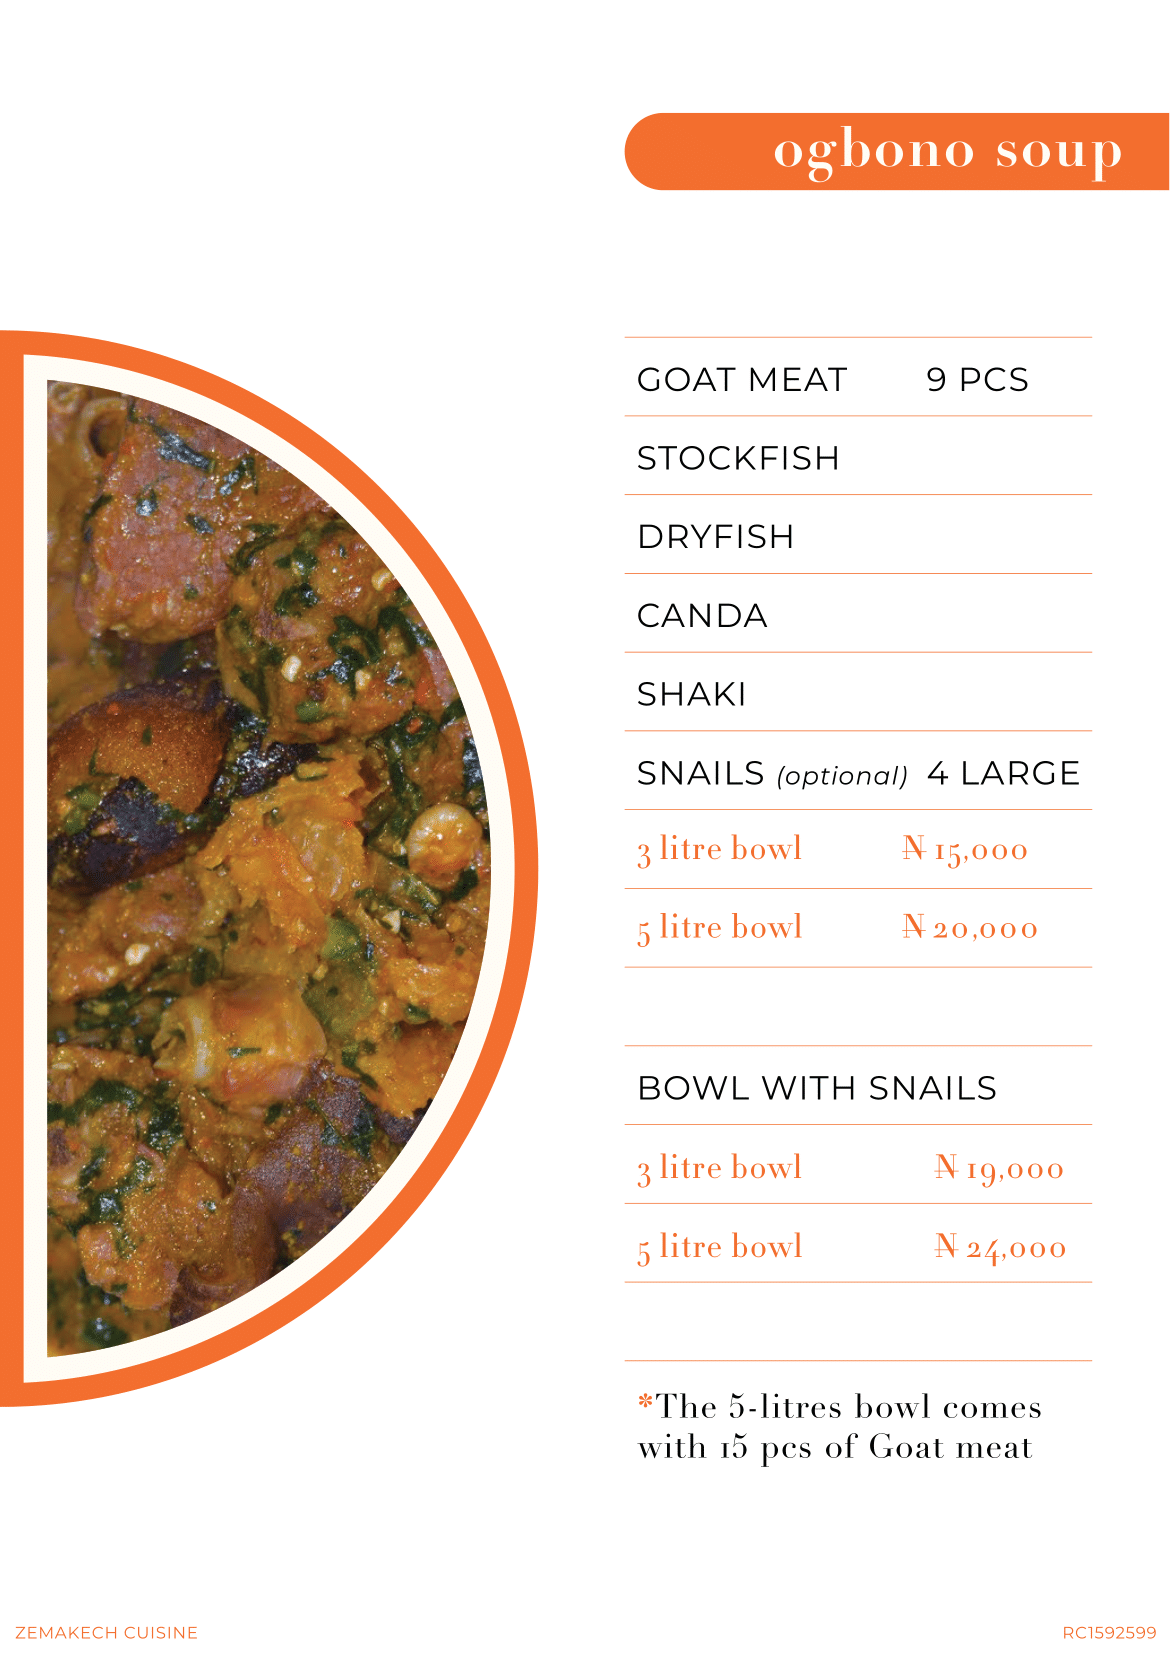 ogbono soup
GOAT MEAT 9 PCS
STOCKFISH
DRYFISH
CANDA
SHAKI
SNAILS (optional) 4 LARGE
3 litre bowl ₦ 15,000
5 litre bowl ₦ 20,000
BOWL WITH SNAILS
3 litre bowl ₦ 19,000
5 litre bowl ₦ 24,000
*The 5-litres bowl comes
with 15 pcs of Goat meat
ZEMAKECH CUISINE RC1592599